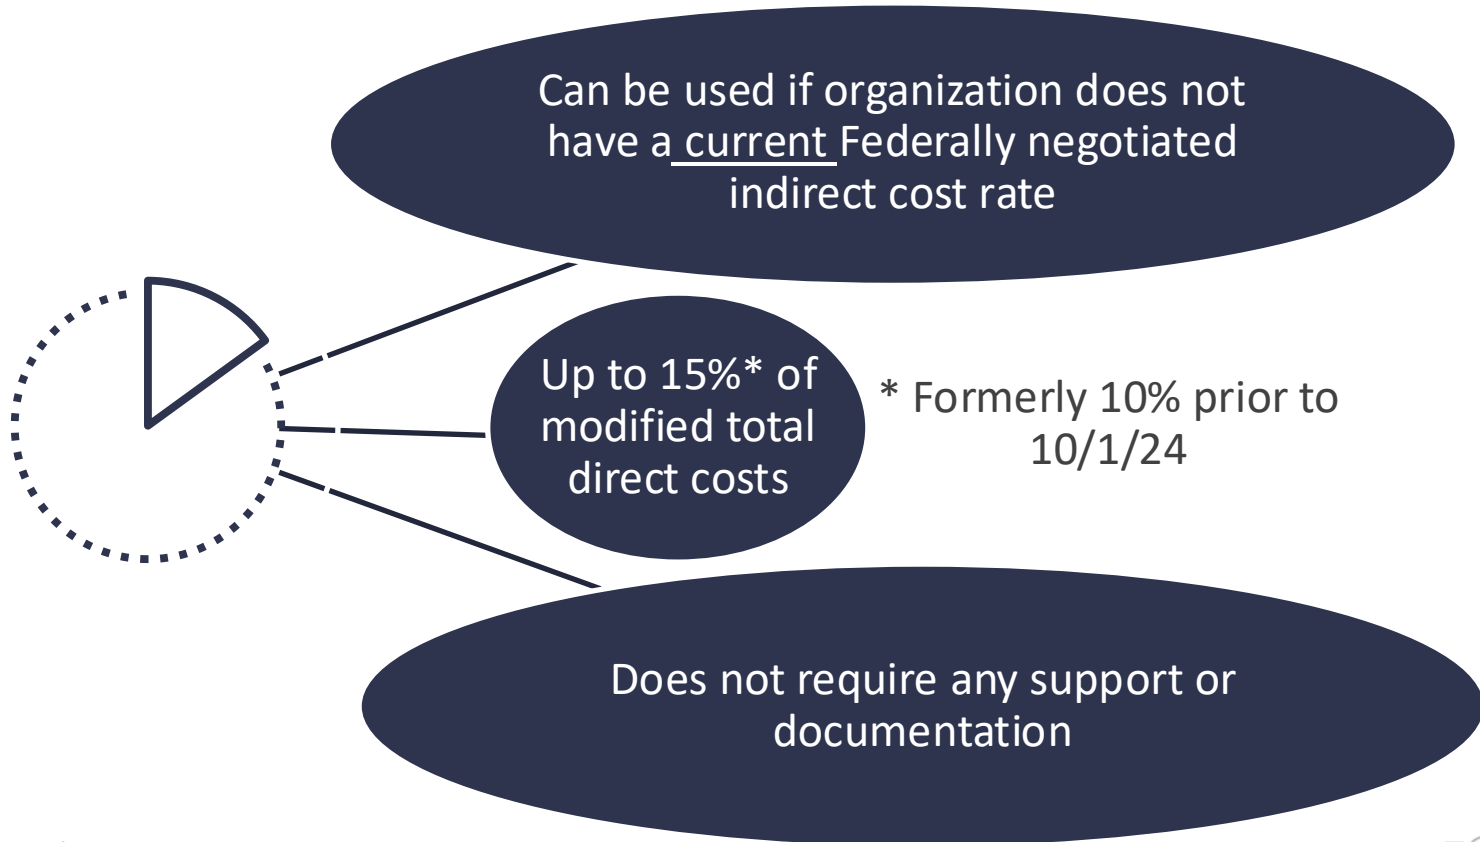 Can be used if organization does not
have a current Federally negotiated
indirect cost rate
Up to 15%* of
modified total
direct costs
* Formerly 10% prior to
10/1/24
Does not require any support or
documentation